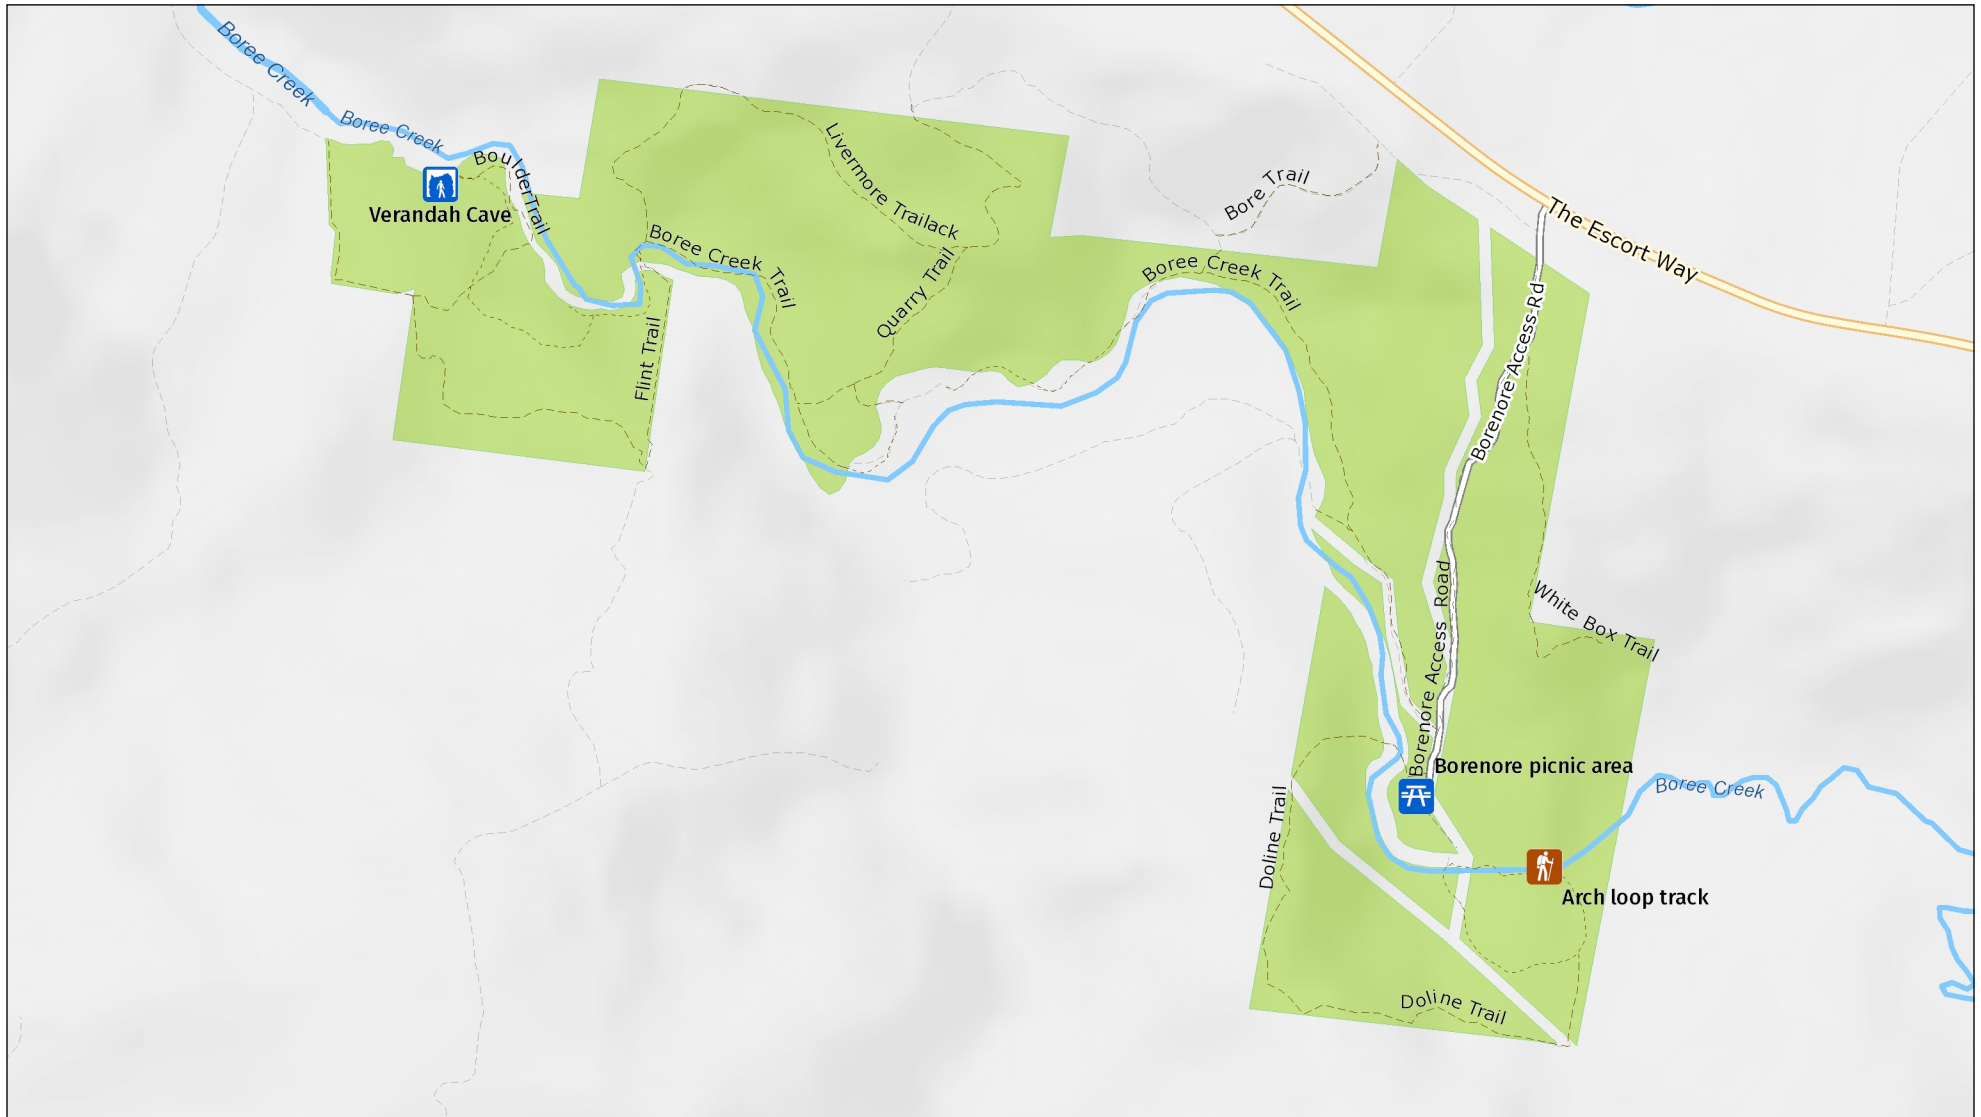 Boree Creek
Boree Creek
BoulderTrail
Verandah Cave
Livermore Trailack
Boree Creek Trail
Quarry Trail
Flint Trail
Bore Trail
Boree Creek Trail
The Escort Way
Borenore Access Rd
White Box Trail
Borenore Access Road
Borenore picnic area
Boree Creek
Doline Trail
Arch loop track
Doline Trail